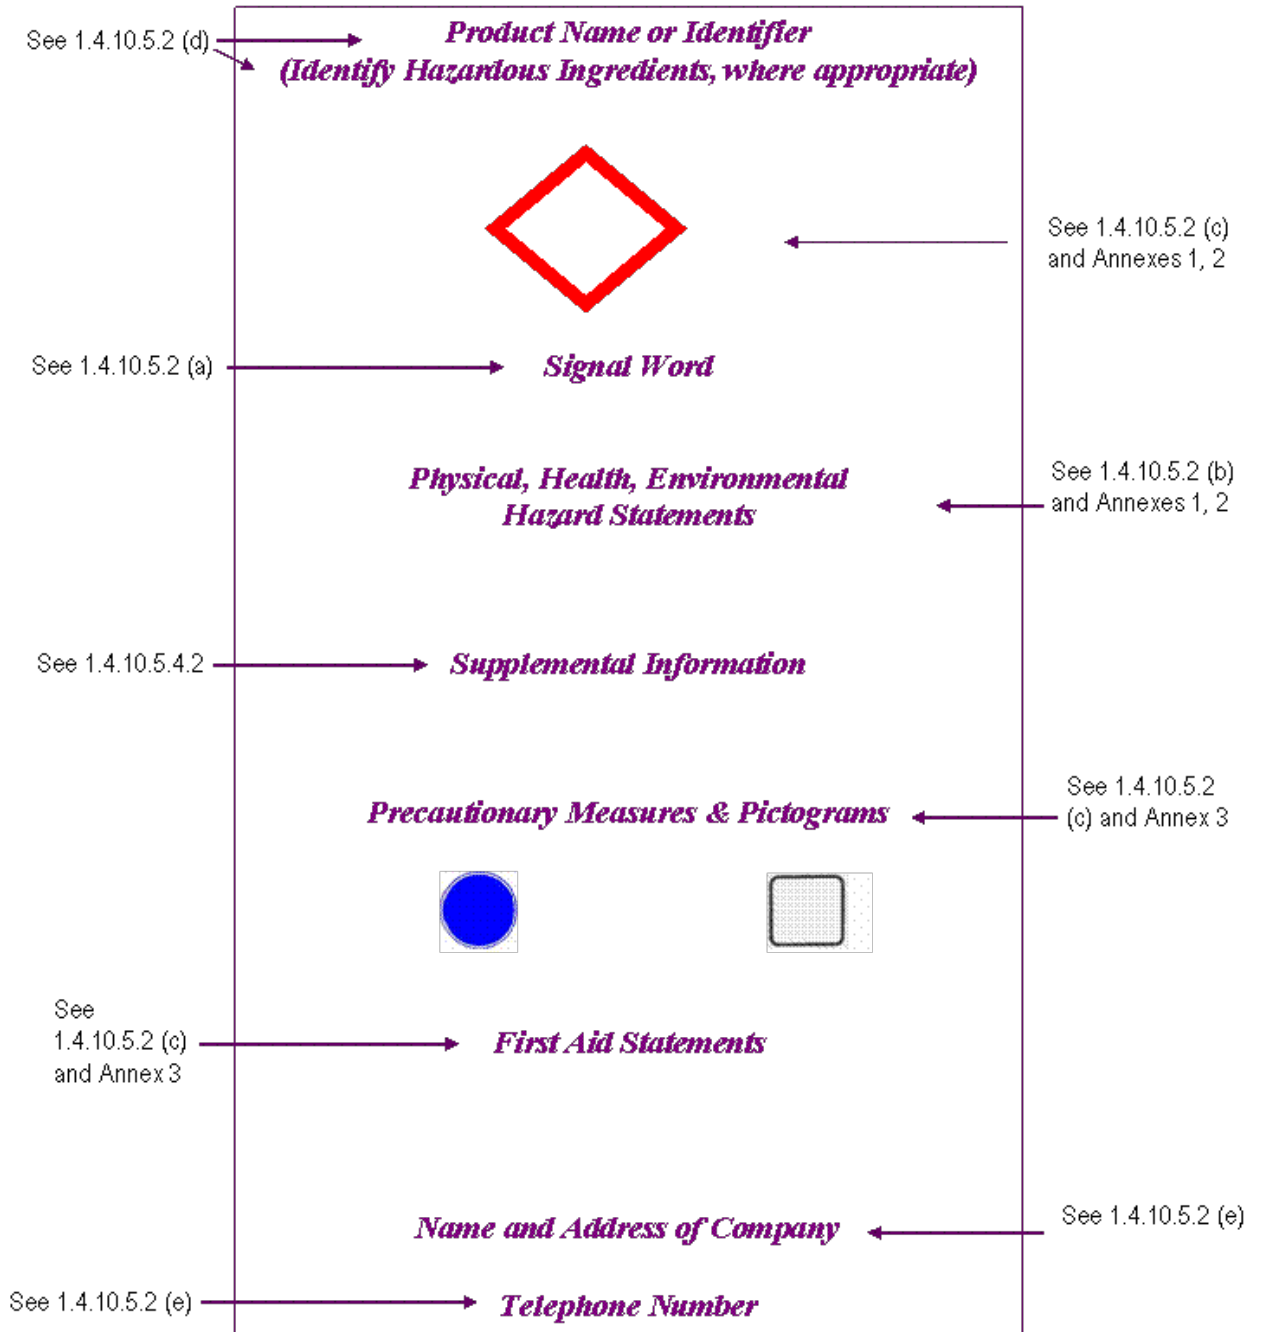 See 1.4.10.5.2 (d)
Product Name or Identifier
(Identify Hazardous Ingredients, where appropriate)
See 1.4.10.5.2 (c)
and Annexes 1, 2
See 1.4.10.5.2 (a)
Signal Word
Physical, Health, Environmental
Hazard Statements
See 1.4.10.5.2 (b)
and Annexes 1, 2
See 1.4.10.5.4.2
Supplemental Information
Precautionary Measures & Pictograms
See 1.4.10.5.2
(c) and Annex 3
See
1.4.10.5.2 (c)
and Annex 3
First Aid Statements
Name and Address of Company
See 1.4.10.5.2 (e)
See 1.4.10.5.2 (e)
Telephone Number